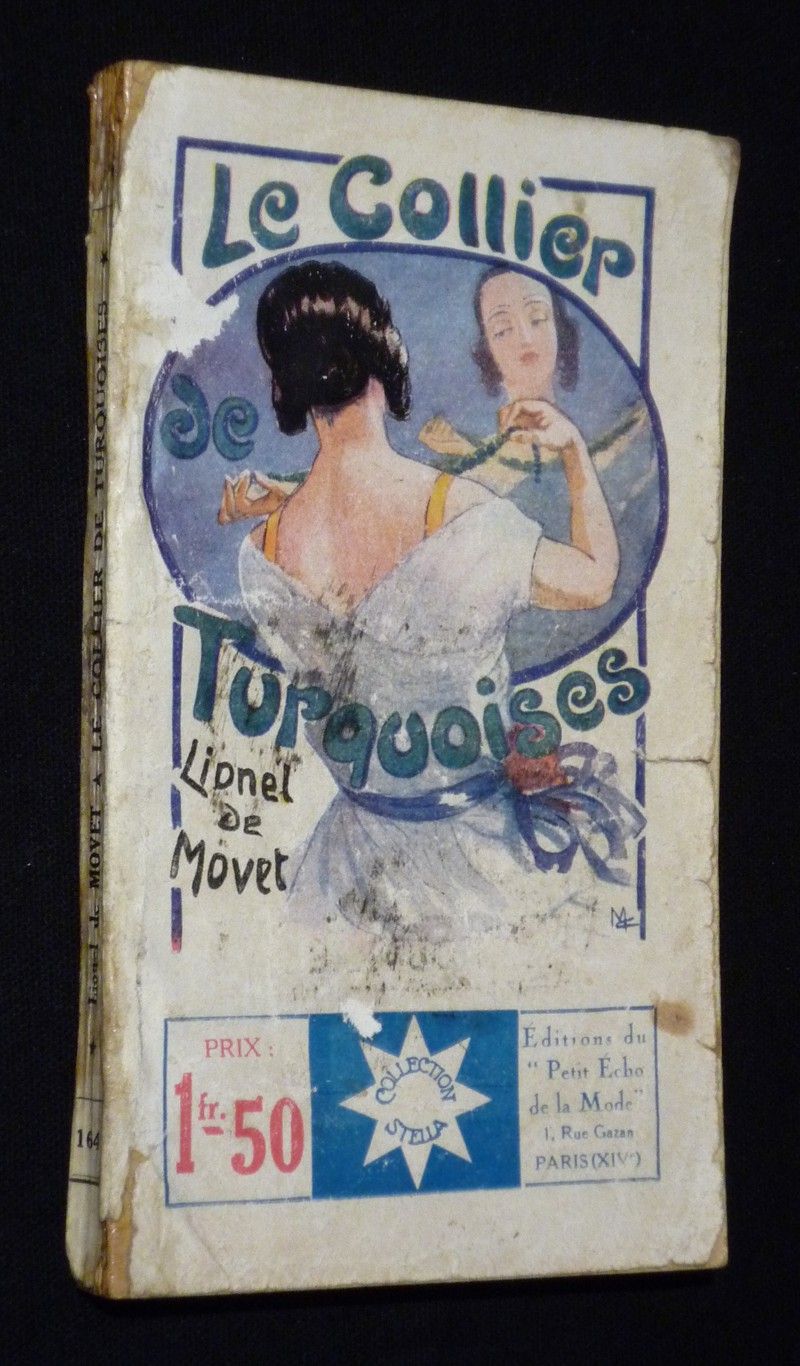 Le Collier
de
Turquoises
Lionel
de
Movet
PRIX :
1fr.-50
COLLECTION
STELLA
Éditions du
"Petit Écho
de la Mode"
1, Rue Gazan
PARIS (XIVe)
Lionel de MOVET ★ LE COLLIER DE TURQUOISES ★
164